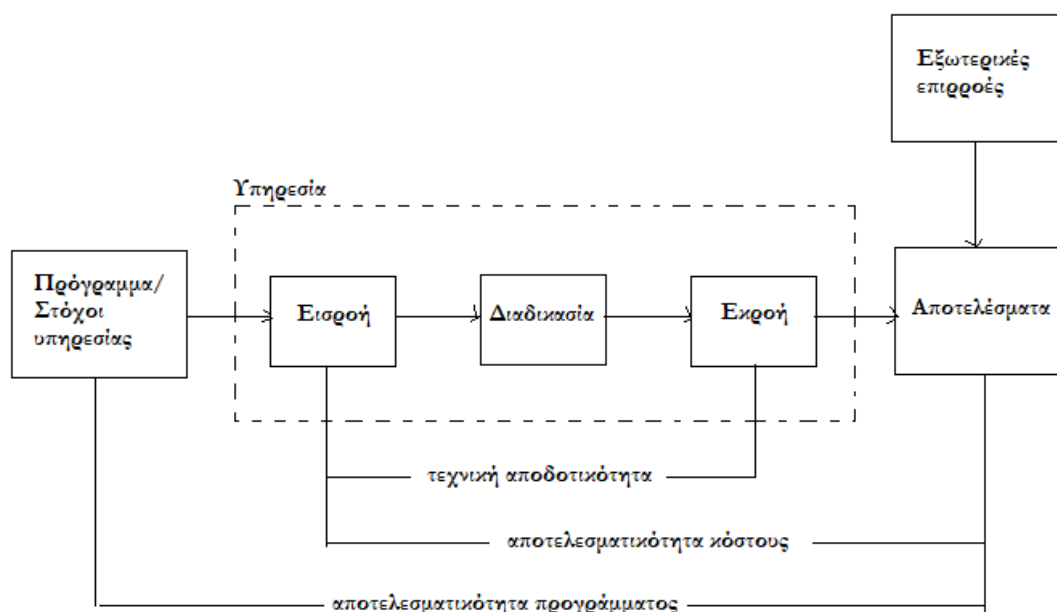 Εξωτερικές
επιρροές
Υπηρεσία
Πρόγραμμα/
Στόχοι
υπηρεσίας
Εισροή
Διαδικασία
Εκροή
Αποτελέσματα
τεχνική αποδοτικότητα
αποτελεσματικότητα κόστους
αποτελεσματικότητα προγράμματος